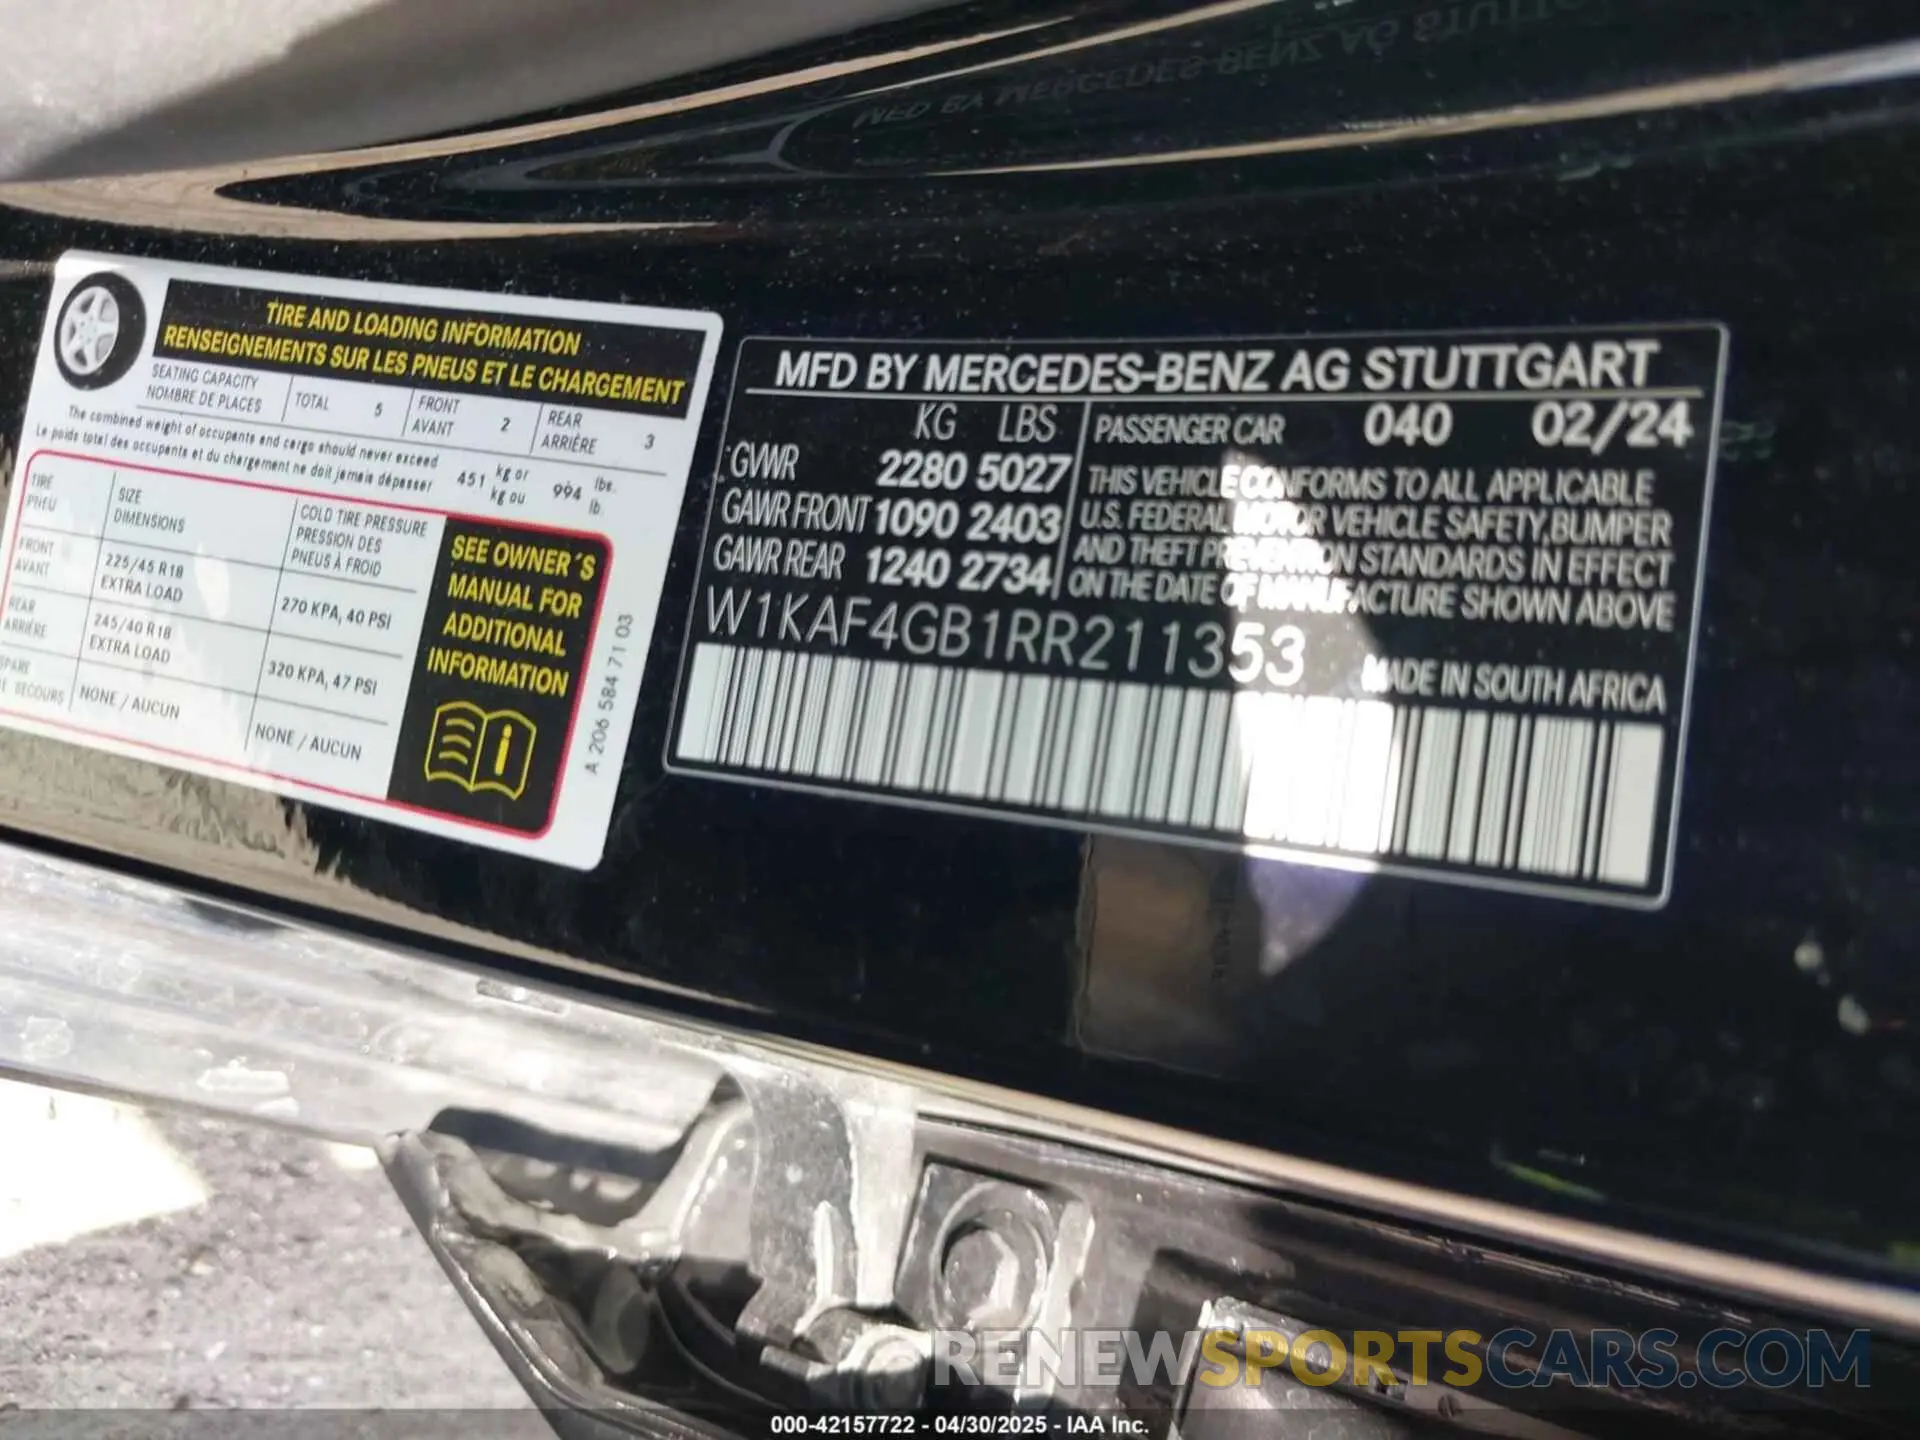 TIRE AND LOADING INFORMATION
RENSEIGNEMENTS SUR LES PNEUS ET LE CHARGEMENT
SEATING CAPACITY
NOMBRE DE PLACES
TOTAL 5
FRONT
AVANT 2
REAR
ARRIÈRE 3
The combined weight of occupants and cargo should never exceed
Le poids total des occupants et du chargement ne doit jamais dépasser
451 kg or
kg ou
994 lbs.
lb.
TIRE
PNEU
SIZE
DIMENSIONS
COLD TIRE PRESSURE
PRESSION DES
PNEUS À FROID
FRONT
AVANT
225/45 R18
EXTRA LOAD
270 KPA, 40 PSI
REAR
ARRIÈRE
245/40 R18
EXTRA LOAD
320 KPA, 47 PSI
SPARE
SECOURS
NONE / AUCUN
NONE / AUCUN
SEE OWNER´S
MANUAL FOR
ADDITIONAL
INFORMATION
A 206 584 71 03
MFD BY MERCEDES-BENZ AG STUTTGART
KG LBS
GVWR 2280 5027
GAWR FRONT 1090 2403
GAWR REAR 1240 2734
PASSENGER CAR 040 02/24
THIS VEHICLE CONFORMS TO ALL APPLICABLE
U.S. FEDERAL MOTOR VEHICLE SAFETY, BUMPER
AND THEFT PREVENTION STANDARDS IN EFFECT
ON THE DATE OF MANUFACTURE SHOWN ABOVE
W1KAF4GB1RR211353
MADE IN SOUTH AFRICA
RENEWSPORTSCARS.COM
000-42157722 - 04/30/2025 - IAA Inc.